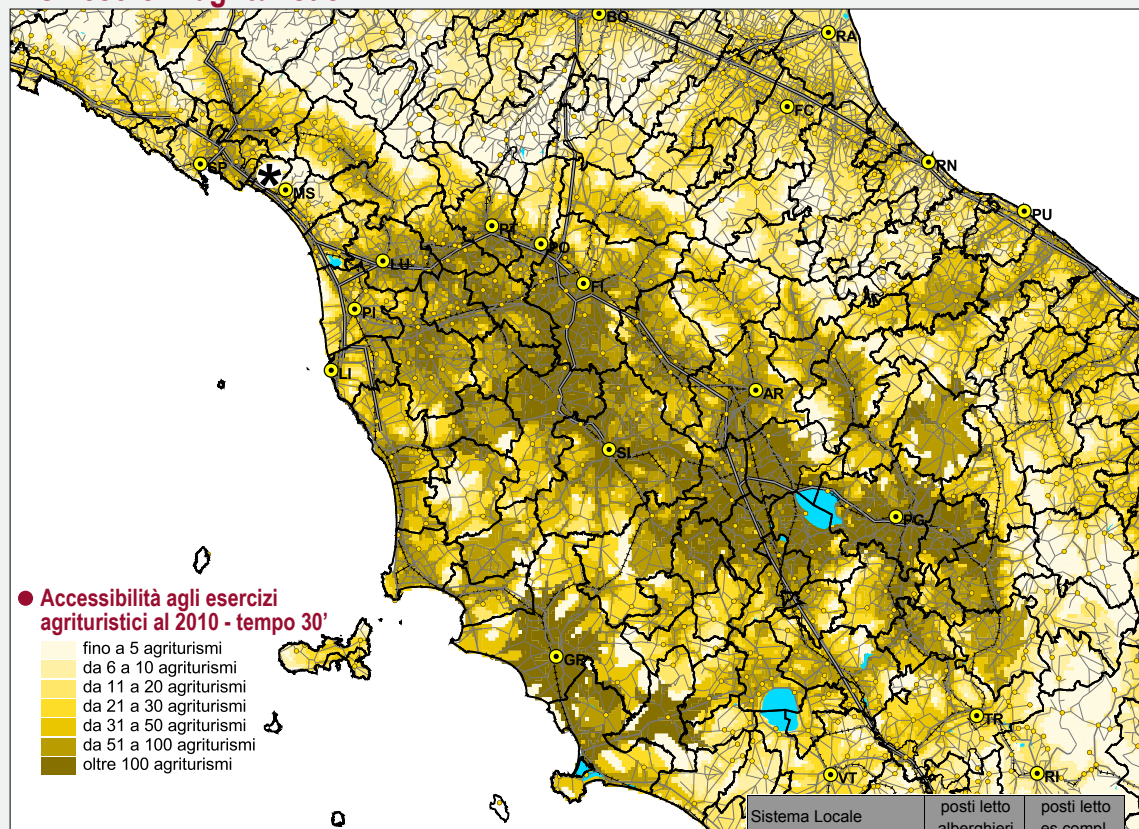 BO
RA
FC
SP
*
MS
RN
PT
PO
PU
LU
FI
PI
LI
AR
SI
PG
Accessibilità agli esercizi
agrituristici al 2010 - tempo 30'
fino a 5 agriturismi
da 6 a 10 agriturismi
da 11 a 20 agriturismi
da 21 a 30 agriturismi
da 31 a 50 agriturismi
da 51 a 100 agriturismi
oltre 100 agriturismi
GR
TR
VT
RI
Sistema Locale
posti letto
alberghieri
posti letto
es.compl.